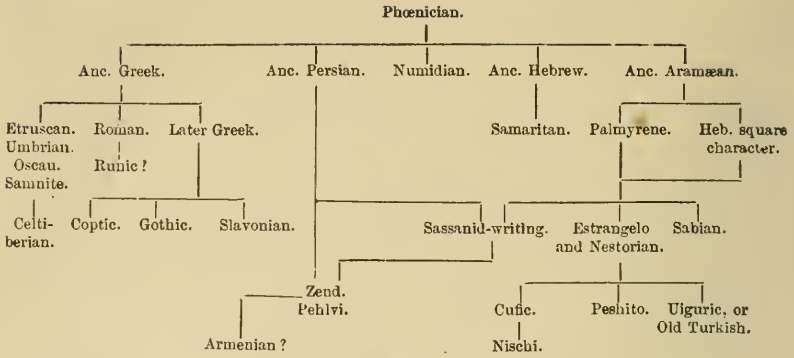 Phœnician.
Anc. Greek. Anc. Persian. Numidian. Anc. Hebrew. Anc. Aramæan.
Etruscan. Roman. Later Greek. Samaritan. Palmyrene. Heb. square
Umbrian. character.
Oscau. Runic ?
Samnite.
Celti- Coptic. Gothic. Slavonian. Sassanid-writing. Estrangelo Sabian.
berian. and Nestorian.
Zend.
Pehlvi. Cufic. Peshito. Uiguric, or
Old Turkish.
Armenian ? Nischi.